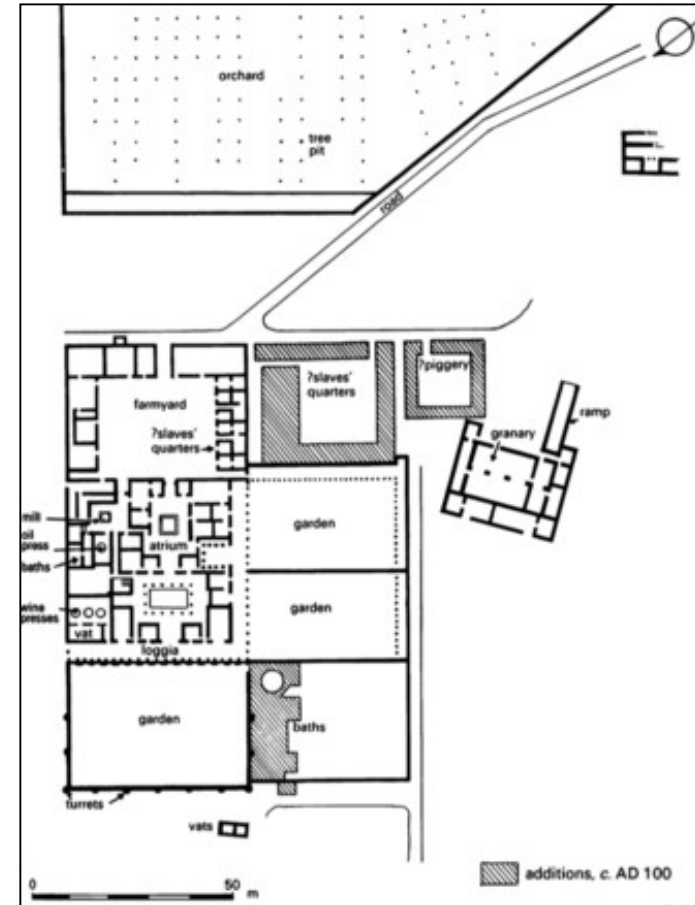 orchard
tree
pit
road
?slaves'
quarters
?piggery
farmyard
?slaves'
quarters
ramp
granary
mill
oil
press
baths
atrium
garden
garden
wine
presses
vat
loggia
garden
baths
turrets
vats
0
50
m
additions, c. AD 100